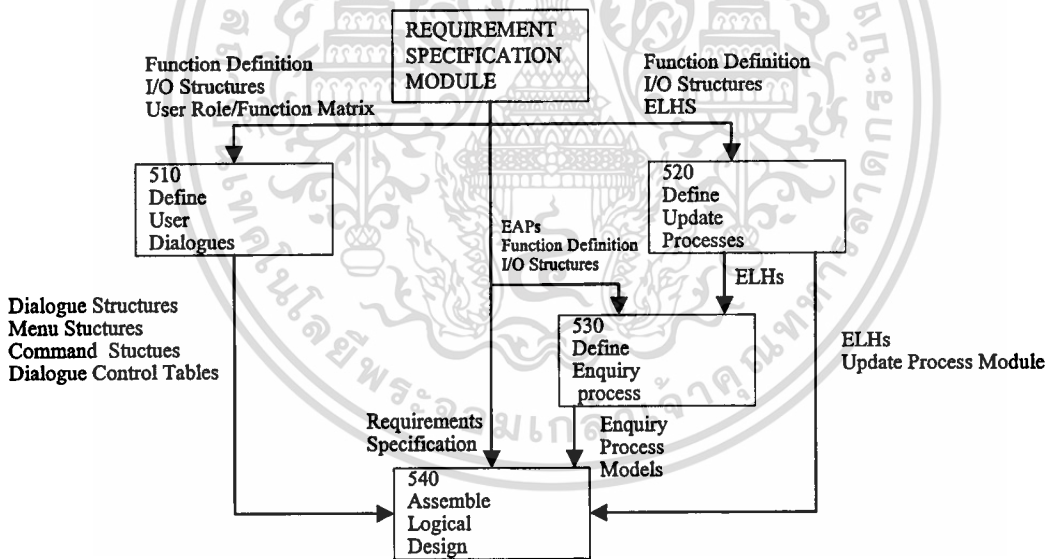 REQUIREMENT
SPECIFICATION
MODULE
Function Definition
I/O Structures
User Role/Function Matrix
Function Definition
I/O Structures
ELHS
510
Define
User
Dialogues
520
Define
Update
Processes
EAPs
Function Definition
I/O Structures
ELHs
Dialogue Structures
Menu Stuctures
Command Stuctues
Dialogue Control Tables
530
Define
Enquiry
process
ELHs
Update Process Module
Requirements
Specification
Enquiry
Process
Models
540
Assemble
Logical
Design